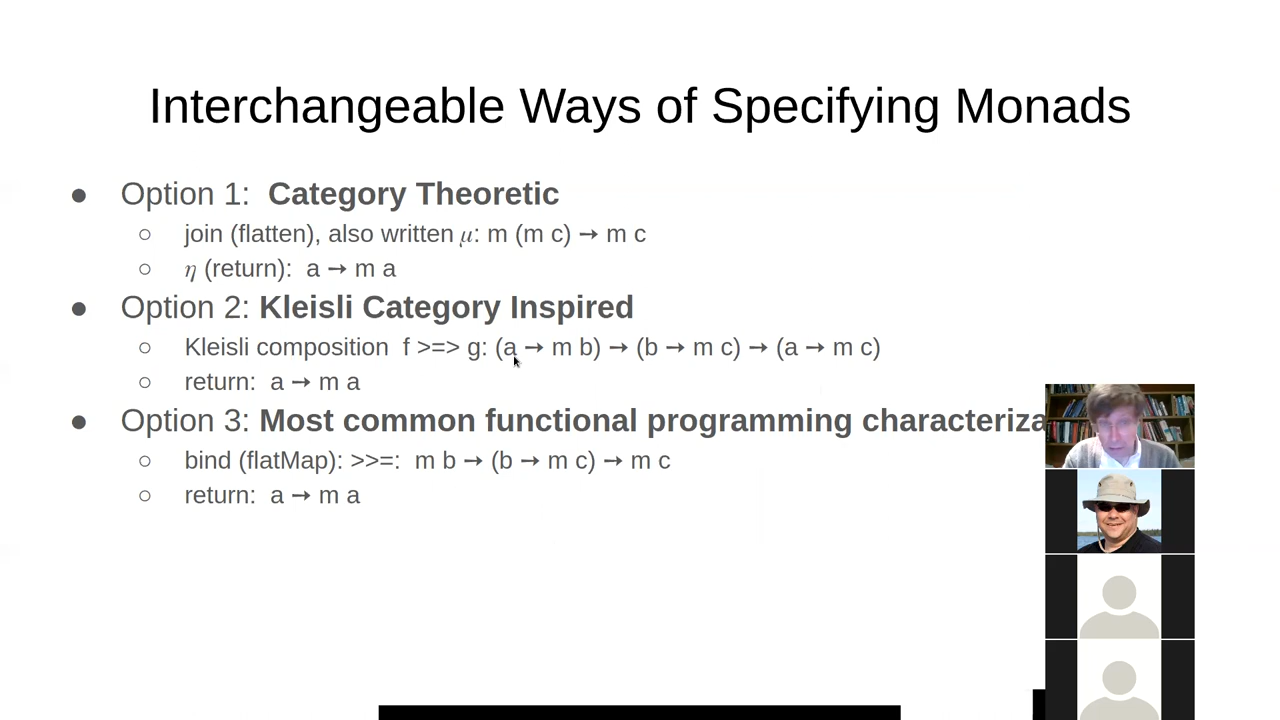 Interchangeable Ways of Specifying Monads
● Option 1: Category Theoretic
○ join (flatten), also written 𝜇: m (m c) → m c
○ 𝜂 (return): a → m a
● Option 2: Kleisli Category Inspired
○ Kleisli composition f >=> g: (a → m b) → (b → m c) → (a → m c)
○ return: a → m a
● Option 3: Most common functional programming characteriza
○ bind (flatMap): >>=: m b → (b → m c) → m c
○ return: a → m a